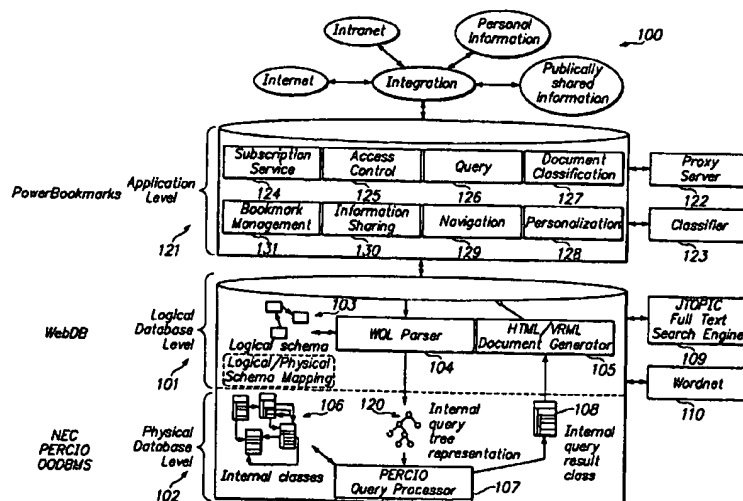 Intranet
Personal
Information
100
Internet
Integration
Publically
shared
information
PowerBookmarks
Application
Level
121
Subscription
Service
124
Access
Control
125
Query
126
Document
Classification
127
Proxy
Server
122
Bookmark
Management
131
Information
Sharing
130
Navigation
129
Personalization
128
Classifier
123
WebDB
Logical
Database
Level
101
103
Logical schema
Logical/Physical
Schema Mapping
WQL Parser
104
HTML/VRML
Document Generator
105
JTOPIC
Full Text
Search Engine
109
Wordnet
110
NEC
PERCIO
OODBMS
Physical
Database
Level
102
106
Internal classes
120
Internal
query
tree
representation
108
Internal
query
result
class
PERCIO
Query Processor
107